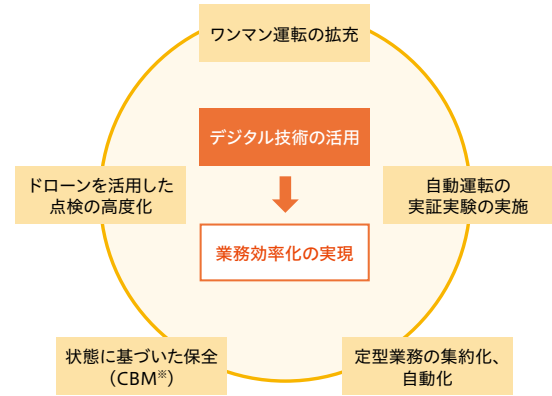 ワンマン運転の拡充
デジタル技術の活用
ドローンを活用した
点検の高度化
自動運転の
実証実験の実施
業務効率化の実現
状態に基づいた保全
（CBM※）
定型業務の集約化、
自動化